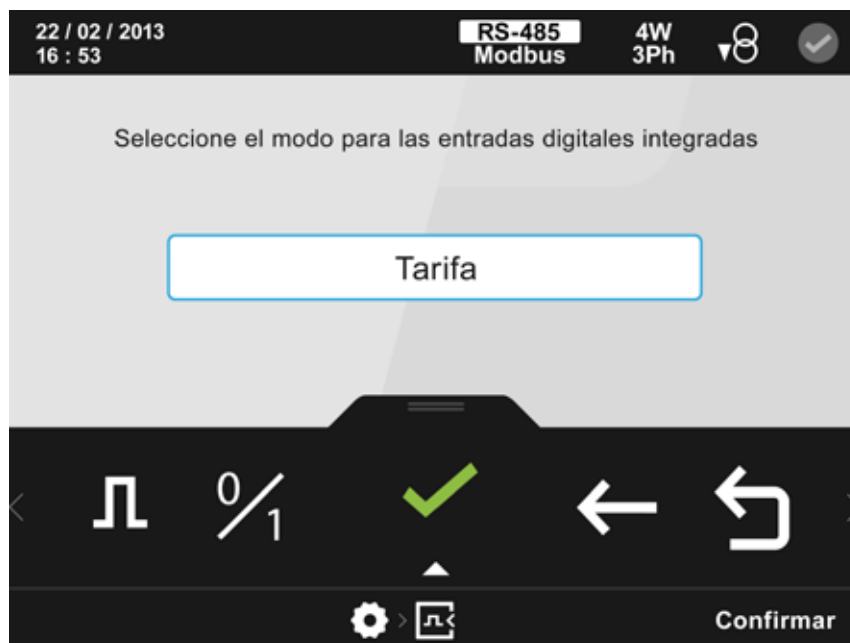 22 / 02 / 2013
16 : 53
RS-485
Modbus
4W
3Ph
Seleccione el modo para las entradas digitales integradas
Tarifa
0/1
Confirmar